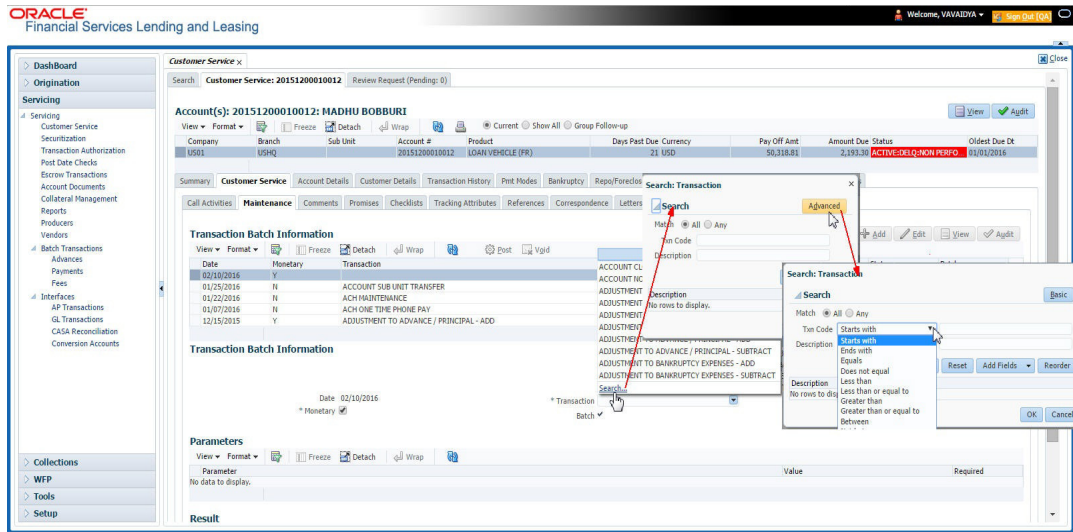 ORACLE'
Financial Services Lending and Leasing
Welcome, VAVAIDYA
Sign Out [QA]
Close
DashBoard
Origination
Servicing
Servicing
Customer Service
Securitization
Transaction Authorization
Post Date Checks
Escrow Transactions
Account Documents
Collateral Management
Reports
Producers
Vendors
Batch Transactions
Advances
Payments
Fees
Interfaces
AP Transactions
GL Transactions
CASA Reconciliation
Conversion Accounts
Collections
WFP
Tools
Setup
Customer Service x
Search Customer Service: 20151200010012 Review Request (Pending: 0)
Account(s): 20151200010012: MADHU BOBBURI
View Audit
View Format Freeze Detach Wrap Current Show All Group Follow-up
Company Branch Sub Unit Account # Product Days Past Due Currency Pay Off Amt Amount Due Status Oldest Due Dt
US01 USHQ 20151200010012 LOAN VEHICLE (FR) 21 USD 50,318.81 2,193.30 ACTIVE:DELQ:NON PERFO 01/01/2016
Summary Customer Service Account Details Customer Details Transaction History Pmt Modes Bankruptcy Repo/Foreclos
Call Activities Maintenance Comments Promises Checklists Tracking Attributes References Correspondence Letters
Transaction Batch Information
Add Edit View Audit
View Format Freeze Detach Wrap Post Void
Date Monetary Transaction
02/10/2016 Y
01/25/2016 N ACCOUNT SUB UNIT TRANSFER
01/22/2016 N ACH MAINTENANCE
01/07/2016 N ACH ONE TIME PHONE PAY
12/15/2015 Y ADJUSTMENT TO ADVANCE / PRINCIPAL - ADD
Transaction Batch Information
Date 02/10/2016
* Monetary
* Transaction
Batch
ACCOUNT CL
ACCOUNT NC
ADJUSTMENT
ADJUSTMENT
ADJUSTMENT
ADJUSTMENT
ADJUSTMENT TO ADVANCE / PRINCIPAL - SUBTRACT
ADJUSTMENT TO BANKRUPTCY EXPENSES - ADD
ADJUSTMENT TO BANKRUPTCY EXPENSES - SUBTRACT
Search...
Search: Transaction x
Search
Advanced
Match All Any
Txn Code
Description
Description
No rows to display.
Search: Transaction
Search
Basic
Match All Any
Txn Code Starts with
Description
Starts with
Ends with
Equals
Does not equal
Less than
Less than or equal to
Greater than
Greater than or equal to
Between
Reset Add Fields Reorder
Description
No rows to disp
OK Cancel
Parameters
View Format Freeze Detach Wrap
Parameter Value Required
No data to display.
Result